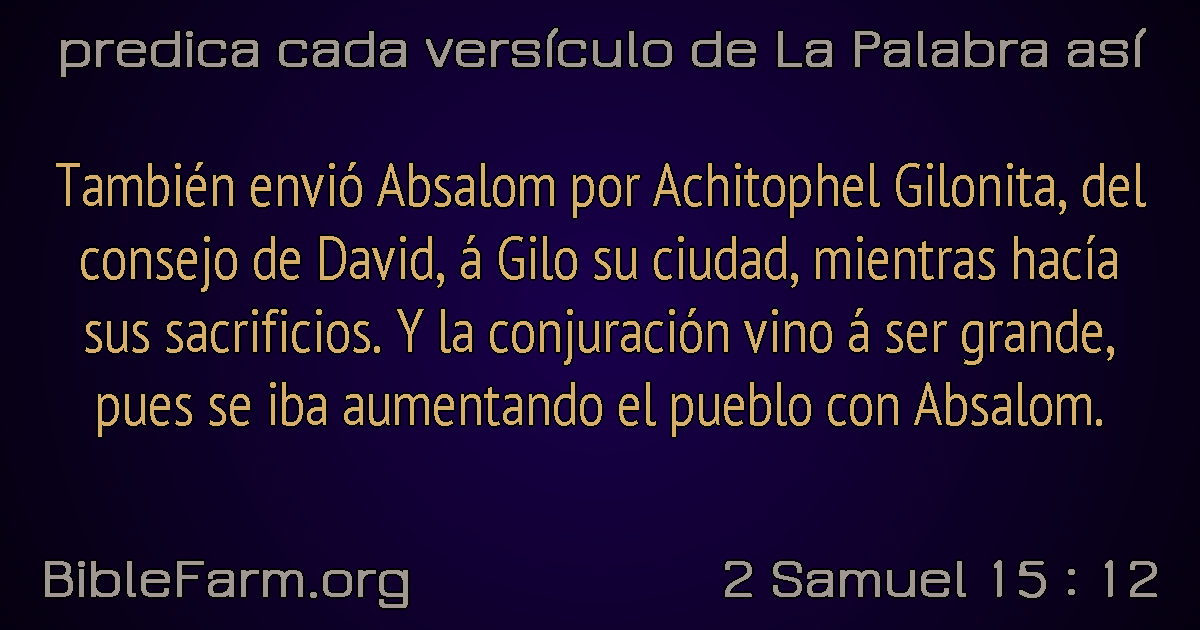 predica cada versículo de La Palabra así
También envió Absalom por Achitophel Gilonita, del
consejo de David, á Gilo su ciudad, mientras hacía
sus sacrificios. Y la conjuración vino á ser grande,
pues se iba aumentando el pueblo con Absalom.
BibleFarm.org
2 Samuel 15 : 12